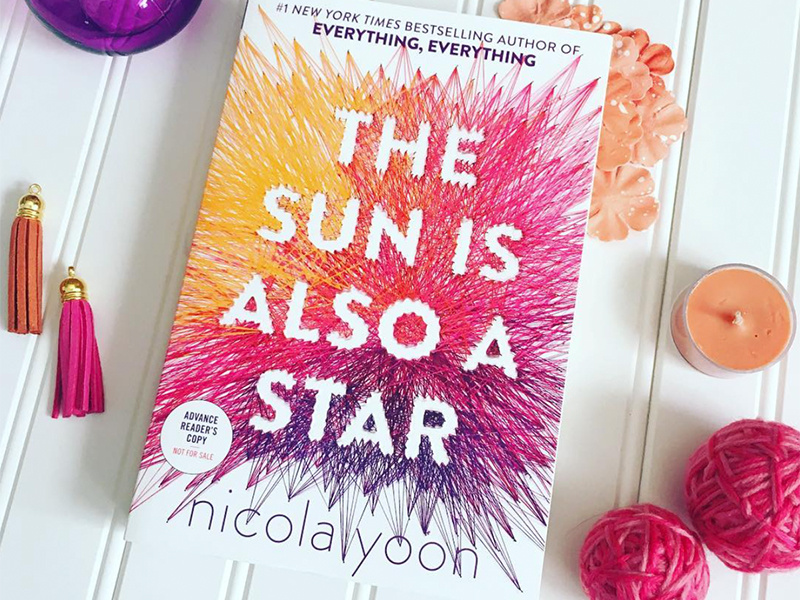 #1 NEW YORK TIMES BESTSELLING AUTHOR OF
EVERYTHING, EVERYTHING
THE
SUN IS
ALSO A
STAR
ADVANCE
READER'S
COPY
NOT FOR SALE
nicola yoon